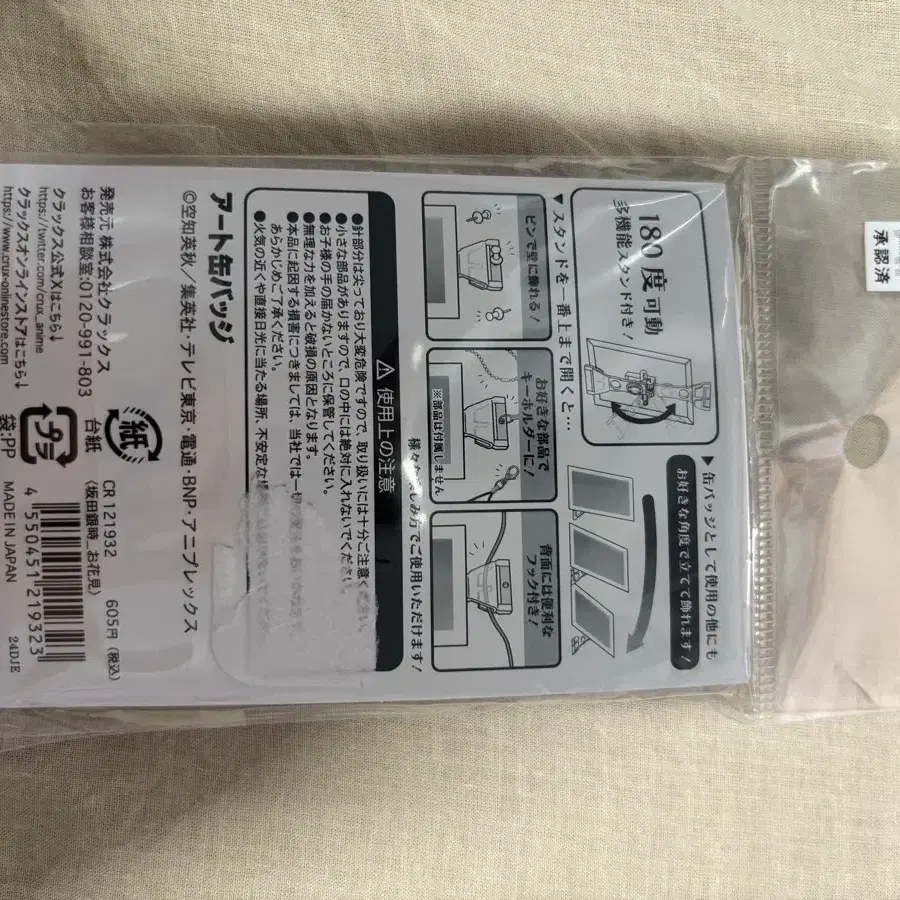 承認済
▶缶バッジとして使用の他にも
お好きな角度で立てて飾れます!
180度可動
多機能スタンド付き!
▼スタンドを一番上まで開くと…
ピンで壁に飾れる!
お好きな部品で
キーホルダーに!
※部品は付属しません
背面には便利な
フック付き!
様々な楽しみ方でご使用いただけます!
⚠使用上の注意
●針部分は尖っており大変危険ですので、取り扱いには十分ご注意ください。
●小さな部品がありますので、口の中には絶対に入れないでください。
●お子様の手の届かないところに保管してください。
●無理な力を加えると破損の原因となります。
●本品に起因する損害につきましては、当社では一切
あらかじめご了承ください。
●火気の近くや直接日光に当たる場所、不安定な場
アート缶バッジ
©空知英秋/集英社・テレビ東京・電通・BNP・アニプレックス
発売元 株式会社クラックス
お客様相談室:0120-991-803
クラックス公式Xはこちら↓
https://twitter.com/crux_anime
クラックスオンラインストアはこちら↓
https://www.crux-onlinestore.com
紙
台紙
プラ
袋:PP
CR 121932 605円(税込)
(坂田銀時 お花見)
4 550451 219323
MADE IN JAPAN 24DJE